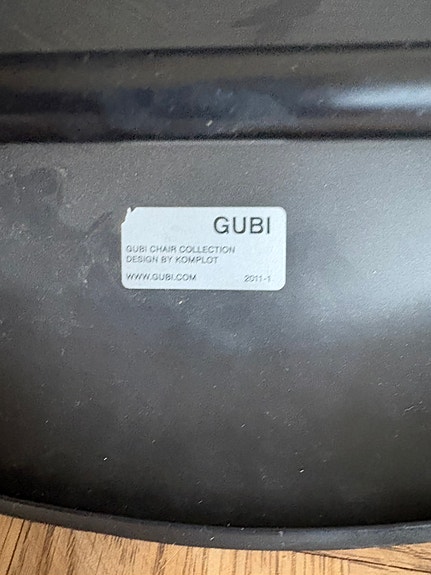 GUBI
GUBI CHAIR COLLECTION
DESIGN BY KOMPLOT
WWW.GUBI.COM 2011-1